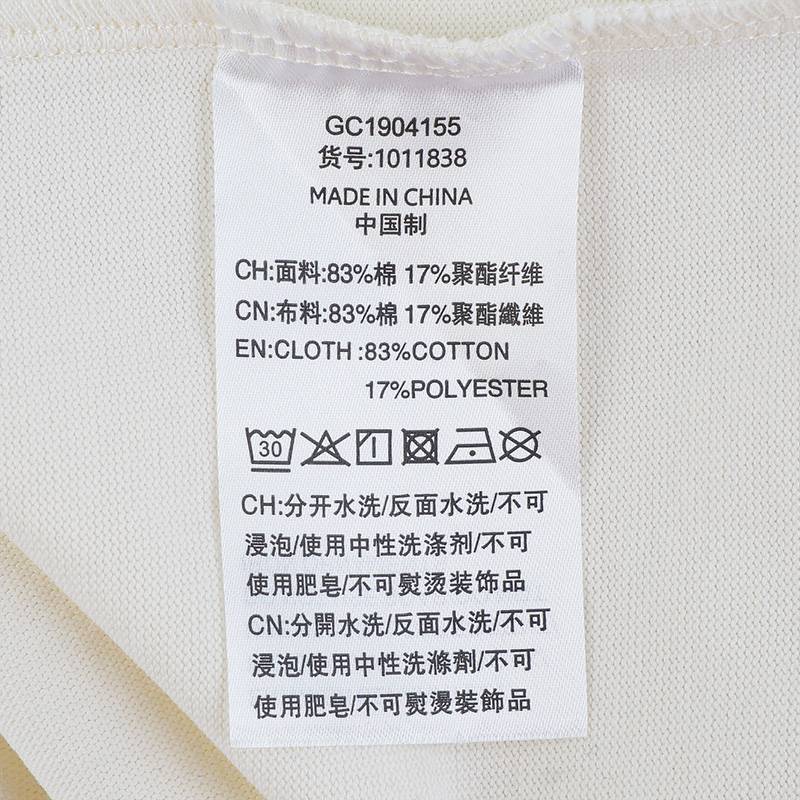 GC1904155
货号:1011838
MADE IN CHINA
中国制
CH:面料:83%棉 17%聚酯纤维
CN:布料:83%棉 17%聚酯纖維
EN:CLOTH :83%COTTON
17%POLYESTER
30
CH:分开水洗/反面水洗/不可
浸泡/使用中性洗涤剂/不可
使用肥皂/不可熨烫装饰品
CN:分開水洗/反面水洗/不可
浸泡/使用中性洗滌劑/不可
使用肥皂/不可熨燙裝飾品